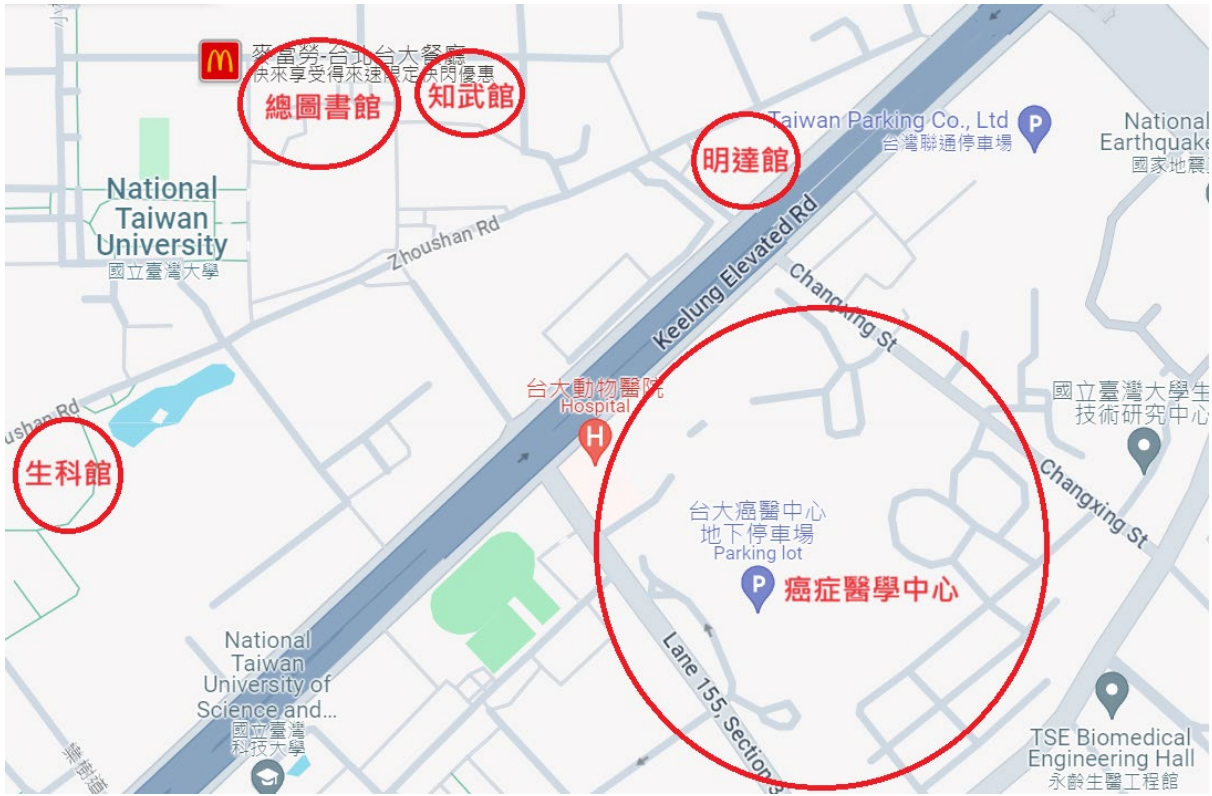 麥當勞-台北台大餐廳
快來享受得來速限定快閃優惠
總圖書館
知武館
明達館
Taiwan Parking Co., Ltd
台灣聯通停車場
P
National
Earthquake
國家地震
National
Taiwan
University
國立臺灣大學
Zhoushan Rd
Keelung Elevated Rd
Changxing St
台大動物醫院
Hospital
H
國立臺灣大學生
技術研究中心
ushan Rd
生科館
Changxing St
台大癌醫中心
地下停車場
Parking lot
P
癌症醫學中心
National
Taiwan
University of
Science and...
國立臺灣
科技大學
Lane 155, Section 3
TSE Biomedical
Engineering Hall
永齡生醫工程館